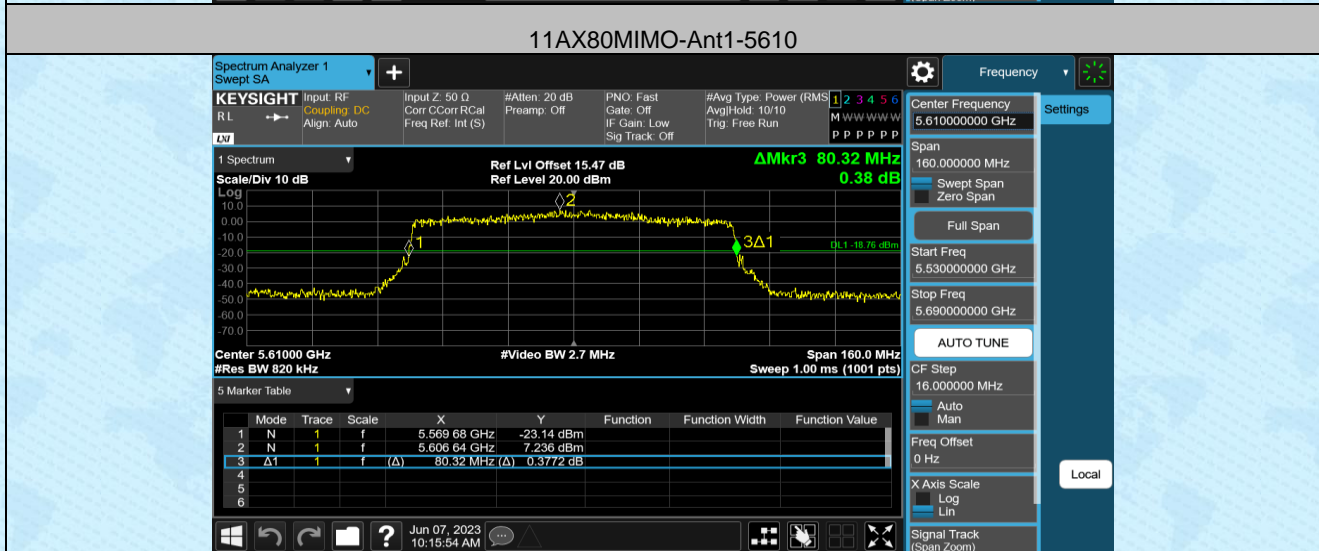 11AX80MIMO-Ant1-5610
Spectrum Analyzer 1
Swept SA
Frequency
KEYSIGHT
RL
LXI
Input: RF
Coupling: DC
Align: Auto
Input Z: 50 Ω
Corr CCorr RCal
Freq Ref: Int (S)
#Atten: 20 dB
Preamp: Off
PNO: Fast
Gate: Off
IF Gain: Low
Sig Track: Off
#Avg Type: Power (RMS
Avg|Hold: 10/10
Trig: Free Run
1 2 3 4 5 6
M W W W W W
P P P P P P
Center Frequency
5.610000000 GHz
Settings
Span
160.000000 MHz
Swept Span
Zero Span
Full Span
Start Freq
5.530000000 GHz
Stop Freq
5.690000000 GHz
AUTO TUNE
CF Step
16.000000 MHz
Auto
Man
Freq Offset
0 Hz
X Axis Scale
Log
Lin
Signal Track
(Span Zoom)
Local
1 Spectrum
Scale/Div 10 dB
Ref Lvl Offset 15.47 dB
Ref Level 20.00 dBm
ΔMkr3 80.32 MHz
0.38 dB
Log
10.0
0.00
-10.0
-20.0
-30.0
-40.0
-50.0
-60.0
-70.0
1
2
3Δ1
DL1 -18.76 dBm
Center 5.61000 GHz
#Video BW 2.7 MHz
Span 160.0 MHz
#Res BW 820 kHz
Sweep 1.00 ms (1001 pts)
5 Marker Table
Mode Trace Scale X Y Function Function Width Function Value
1 N 1 f 5.569 68 GHz -23.14 dBm
2 N 1 f 5.606 64 GHz 7.236 dBm
3 Δ1 1 f (Δ) 80.32 MHz (Δ) 0.3772 dB
4
5
6
?
Jun 07, 2023
10:15:54 AM